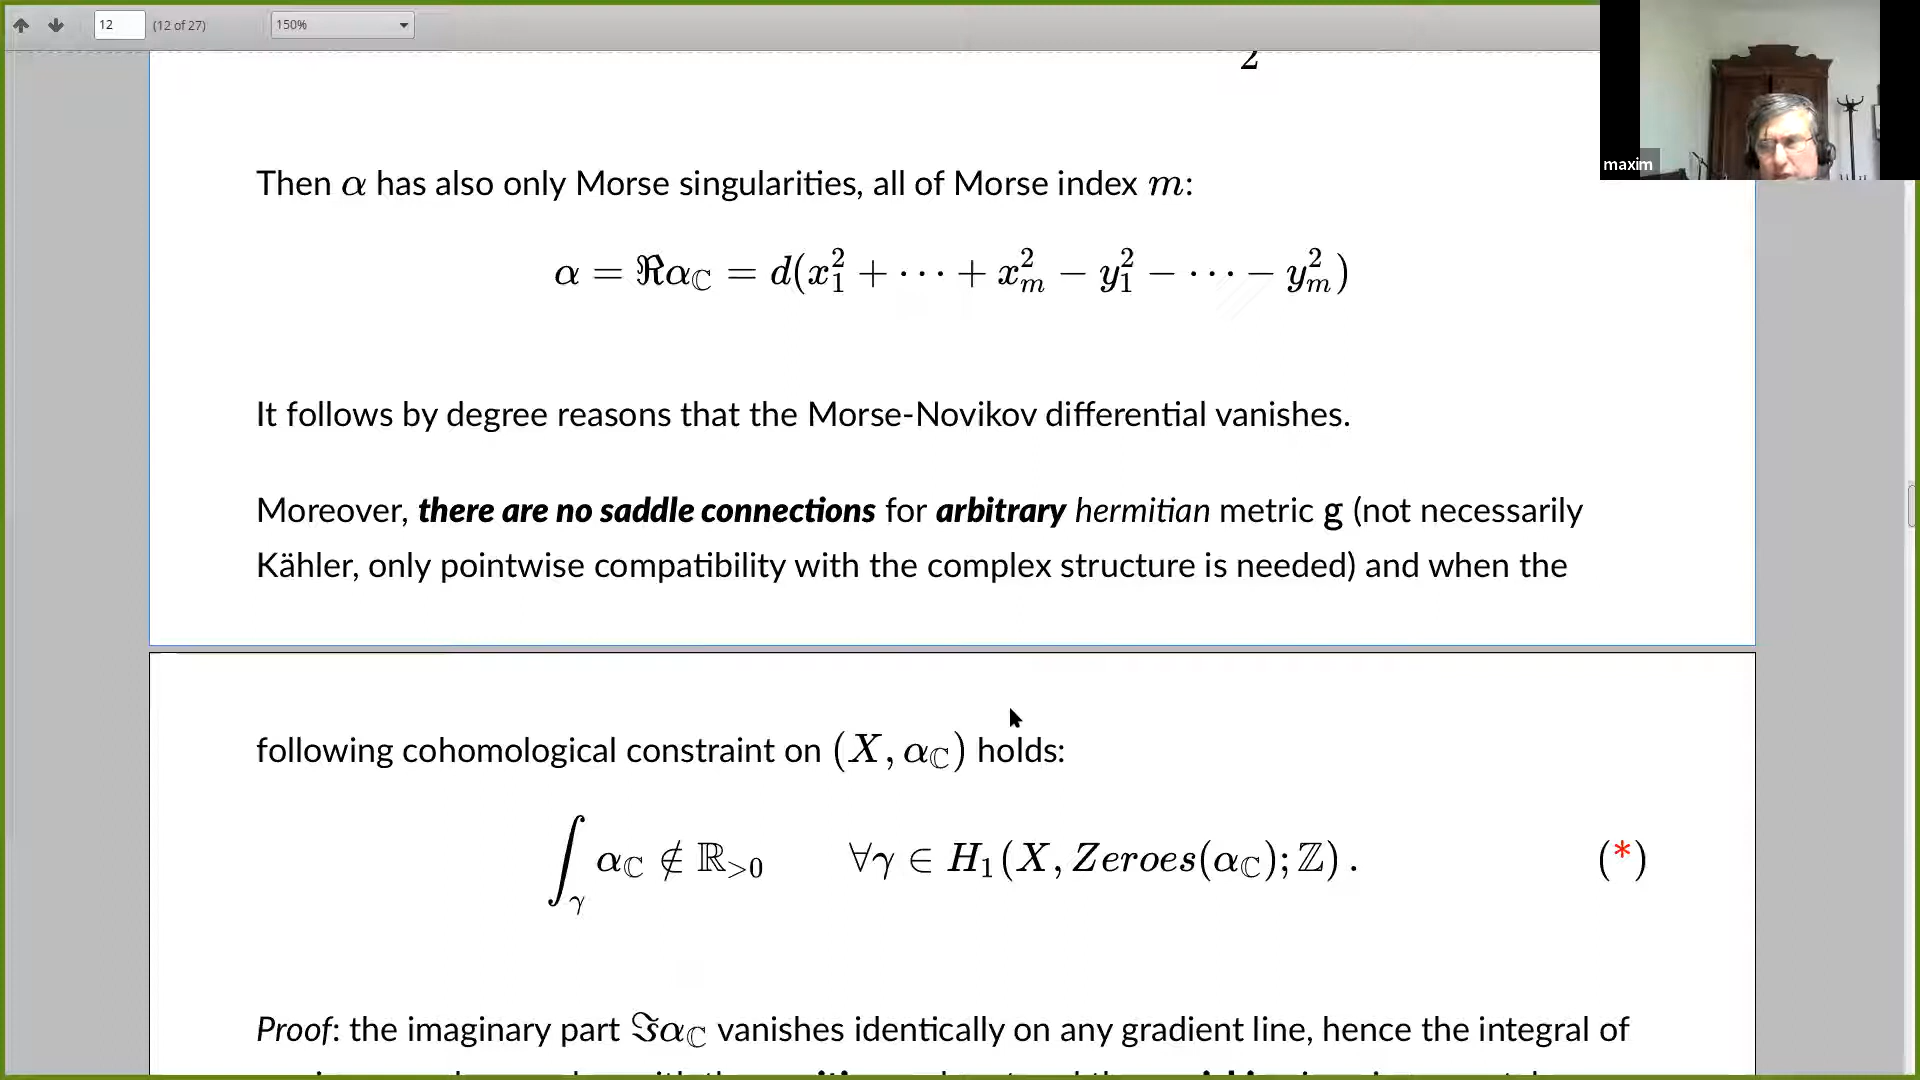 12 (12 of 27) 150%
2
maxim
Then α has also only Morse singularities, all of Morse index m:
α = ℜα_ℂ = d(x_1^2 + ··· + x_m^2 − y_1^2 − ··· − y_m^2)
It follows by degree reasons that the Morse-Novikov differential vanishes.
Moreover, there are no saddle connections for arbitrary hermitian metric g (not necessarily
Kähler, only pointwise compatibility with the complex structure is needed) and when the
following cohomological constraint on (X, α_ℂ) holds:
∫_γ α_ℂ ∉ ℝ_{>0} ∀γ ∈ H_1(X, Zeroes(α_ℂ); ℤ) . (*)
Proof: the imaginary part ℑα_ℂ vanishes identically on any gradient line, hence the integral of